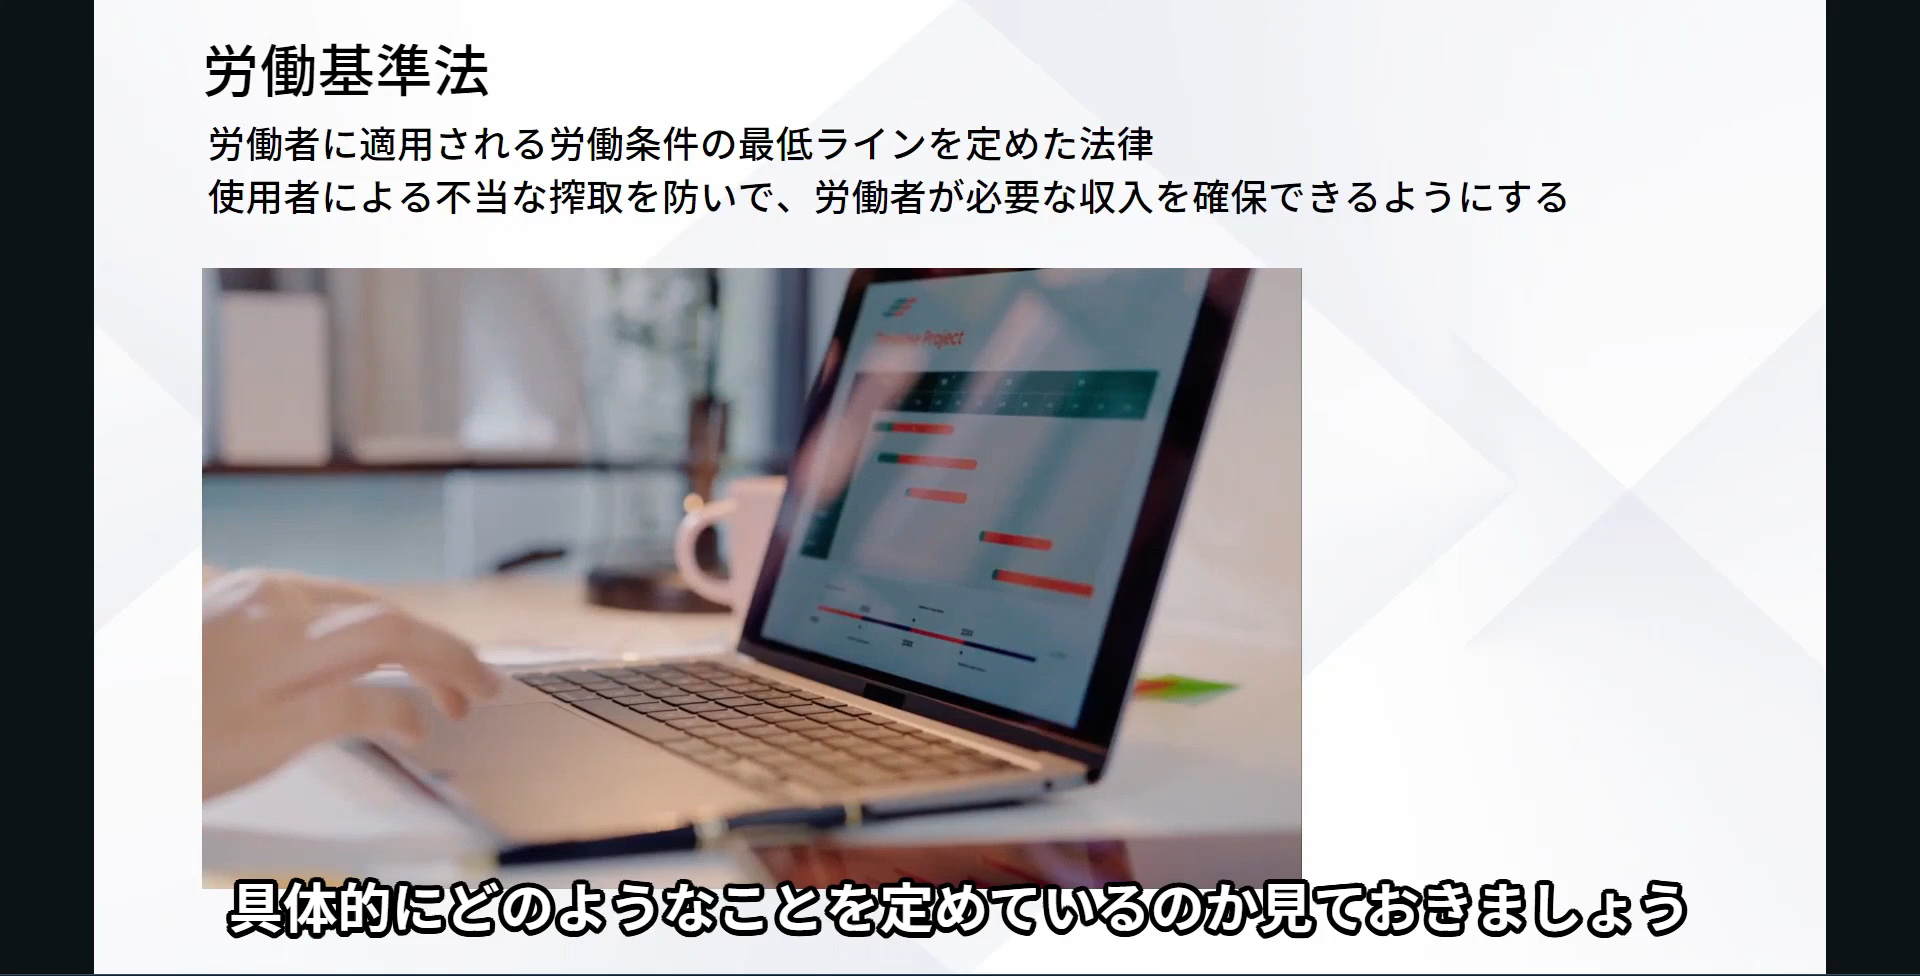 労働基準法
労働者に適用される労働条件の最低ラインを定めた法律
使用者による不当な搾取を防いで、労働者が必要な収入を確保できるようにする
Project
具体的にどのようなことを定めているのか見ておきましょう